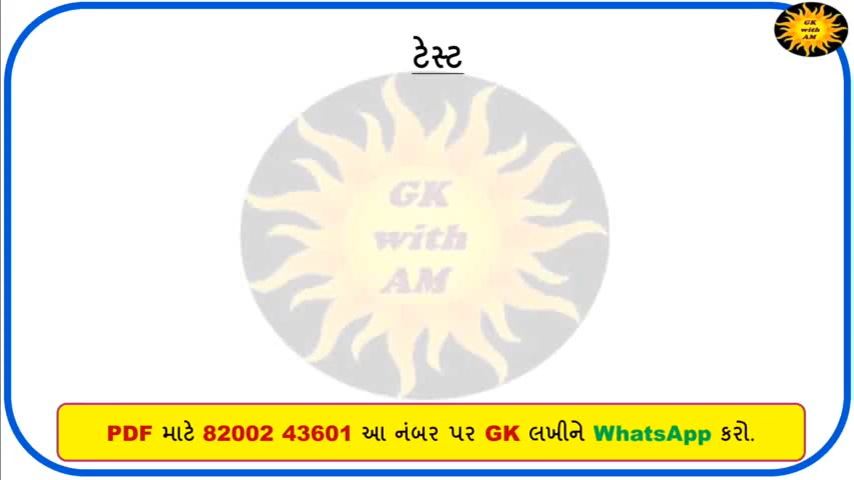 GK
with
AM
ટેસ્ટ
GK
with
AM
PDF માટે 82002 43601 આ નંબર પર GK લખીને WhatsApp કરો.